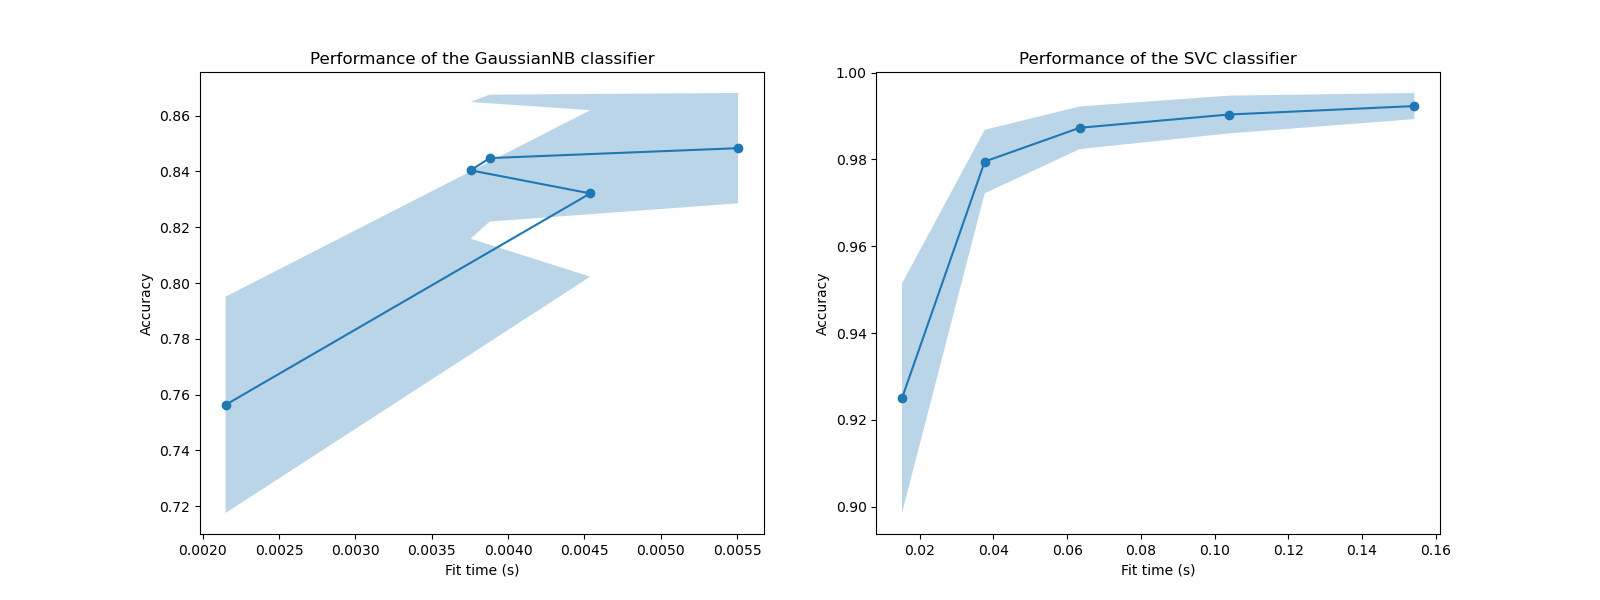 Performance of the GaussianNB classifier
Accuracy
0.86
0.84
0.82
0.80
0.78
0.76
0.74
0.72
0.0020 0.0025 0.0030 0.0035 0.0040 0.0045 0.0050 0.0055
Fit time (s)
Performance of the SVC classifier
Accuracy
1.00
0.98
0.96
0.94
0.92
0.90
0.02 0.04 0.06 0.08 0.10 0.12 0.14 0.16
Fit time (s)